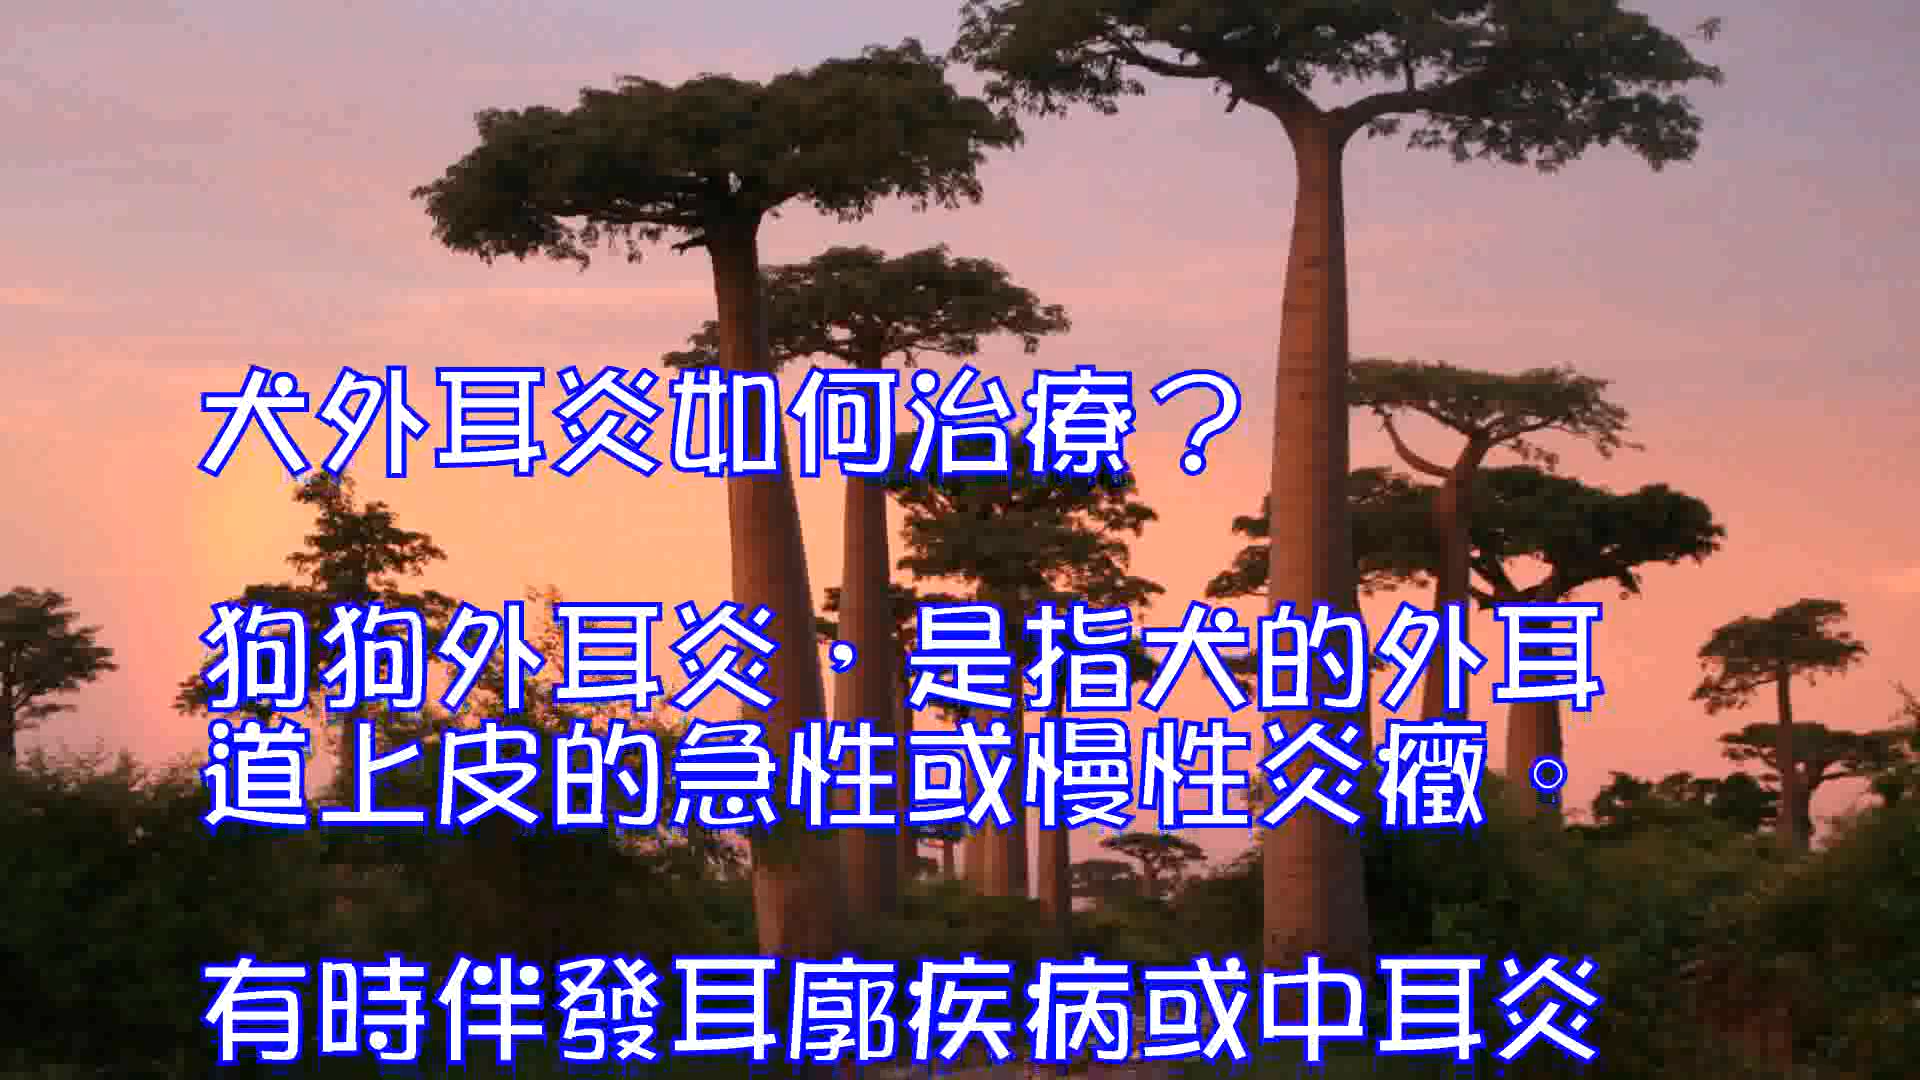 犬外耳炎如何治療？
狗狗外耳炎，是指犬的外耳
道上皮的急性或慢性炎癥。
有時伴發耳廓疾病或中耳炎